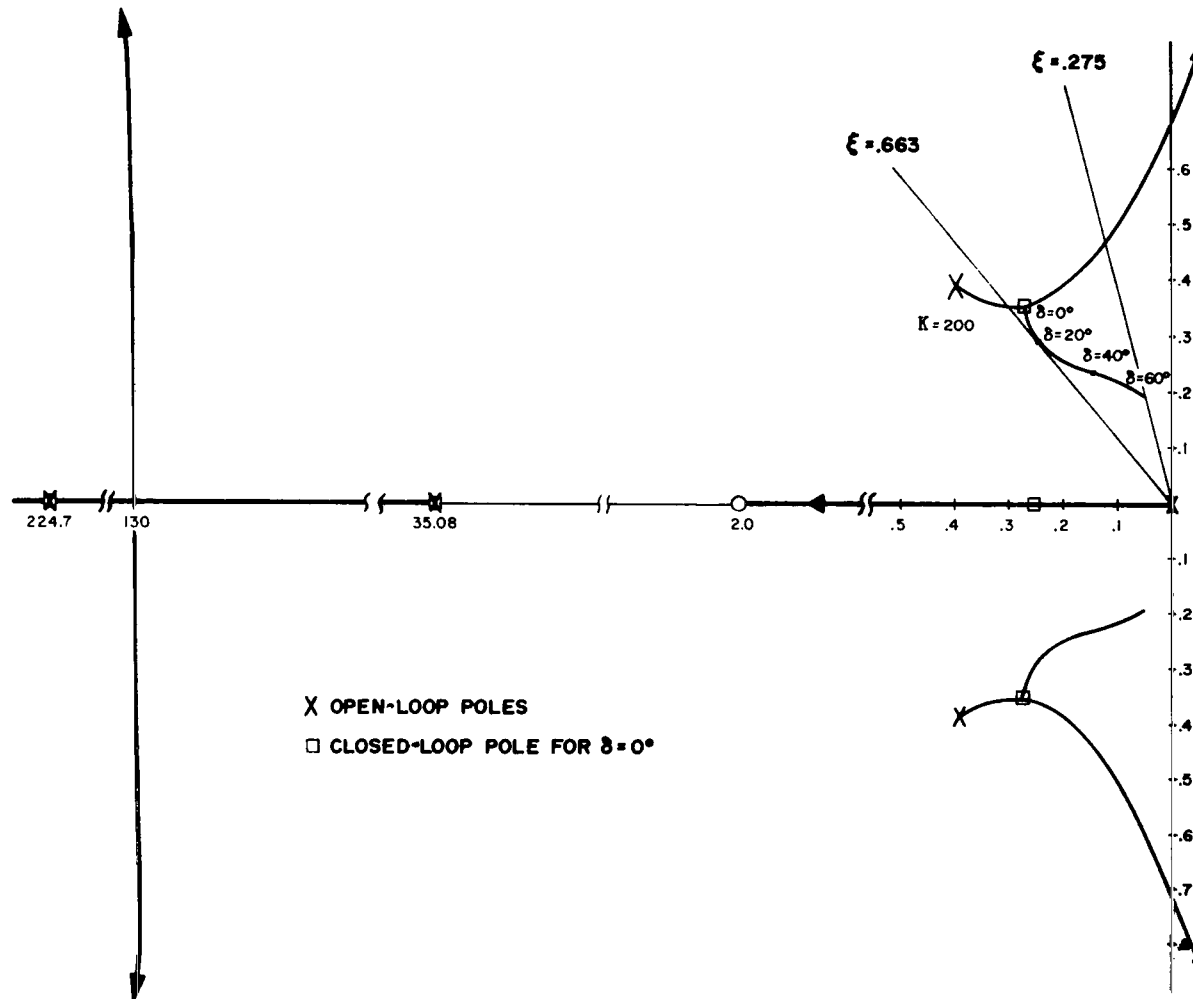 ξ = .275
ξ = .663
.6
.5
.4
K = 200
δ = 0°
.3
δ = 20°
δ = 40°
δ = 60°
.2
.1
224.7 130 35.08 2.0 .5 .4 .3 .2 .1
.1
.2
.3
X OPEN-LOOP POLES
.4
□ CLOSED-LOOP POLE FOR δ = 0°
.5
.6
.7